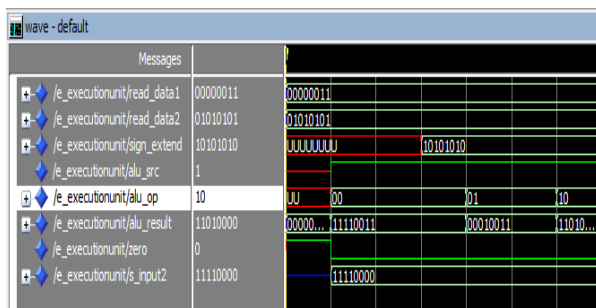 wave - default
Messages
/e_executionunit/read_data1 00000011 00000011
/e_executionunit/read_data2 01010101 01010101
/e_executionunit/sign_extend 10101010 UUUUUUUU 10101010
/e_executionunit/alu_src 1
/e_executionunit/alu_op 10 UU 00 01 10
/e_executionunit/alu_result 11010000 00000... 11110011 00010011 11010...
/e_executionunit/zero 0
/e_executionunit/s_input2 11110000 11110000